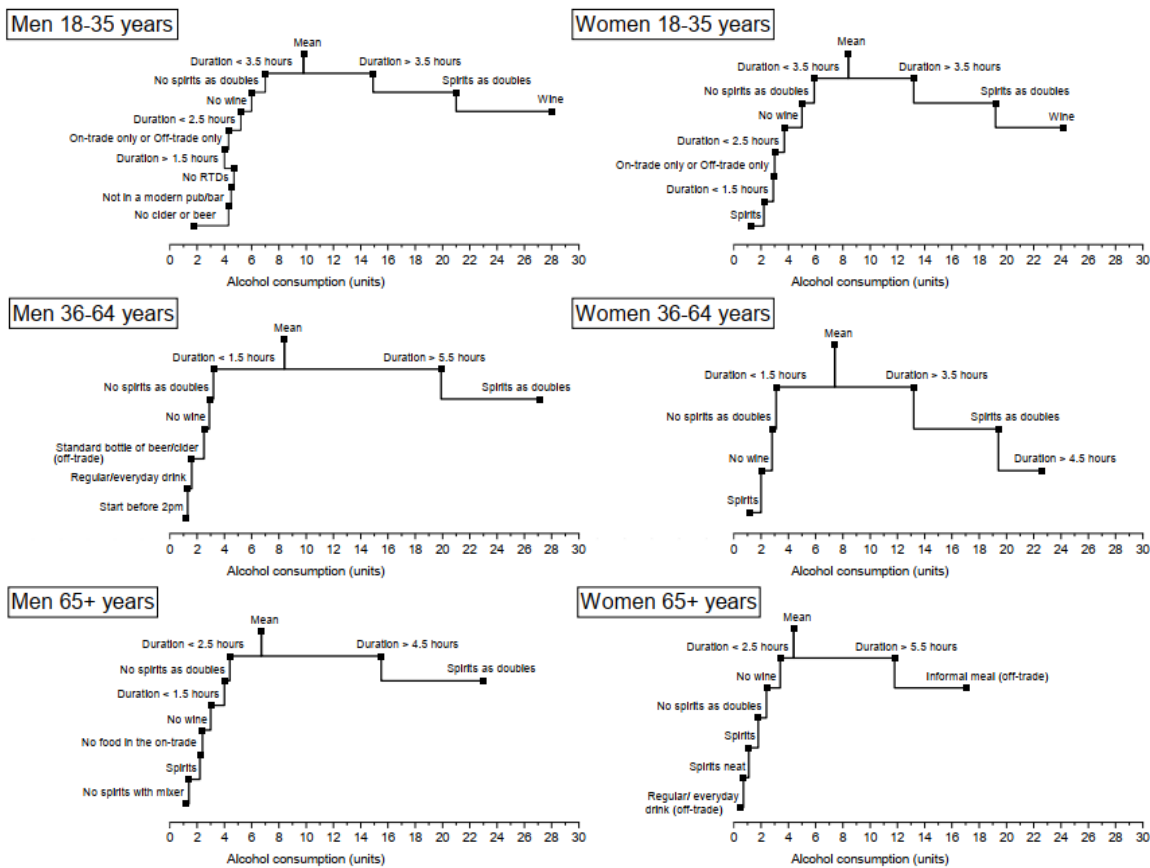 Men 18-35 years
Mean
Duration < 3.5 hours
Duration > 3.5 hours
No spirits as doubles
Spirits as doubles
No wine
Wine
Duration < 2.5 hours
On-trade only or Off-trade only
Duration > 1.5 hours
No RTDs
Not in a modern pub/bar
No cider or beer
0 2 4 6 8 10 12 14 16 18 20 22 24 26 28 30
Alcohol consumption (units)
Women 18-35 years
Mean
Duration < 3.5 hours
Duration > 3.5 hours
No spirits as doubles
Spirits as doubles
No wine
Wine
Duration < 2.5 hours
On-trade only or Off-trade only
Duration < 1.5 hours
Spirits
0 2 4 6 8 10 12 14 16 18 20 22 24 26 28 30
Alcohol consumption (units)
Men 36-64 years
Mean
Duration < 1.5 hours
Duration > 5.5 hours
No spirits as doubles
Spirits as doubles
No wine
Standard bottle of beer/cider
(off-trade)
Regular/everyday drink
Start before 2pm
0 2 4 6 8 10 12 14 16 18 20 22 24 26 28 30
Alcohol consumption (units)
Women 36-64 years
Mean
Duration < 1.5 hours
Duration > 3.5 hours
No spirits as doubles
Spirits as doubles
No wine
Duration > 4.5 hours
Spirits
0 2 4 6 8 10 12 14 16 18 20 22 24 26 28 30
Alcohol consumption (units)
Men 65+ years
Mean
Duration < 2.5 hours
Duration > 4.5 hours
No spirits as doubles
Spirits as doubles
Duration < 1.5 hours
No wine
No food in the on-trade
Spirits
No spirits with mixer
0 2 4 6 8 10 12 14 16 18 20 22 24 26 28 30
Alcohol consumption (units)
Women 65+ years
Mean
Duration < 2.5 hours
Duration > 5.5 hours
No wine
Informal meal (off-trade)
No spirits as doubles
Spirits
Spirits neat
Regular/ everyday
drink (off-trade)
0 2 4 6 8 10 12 14 16 18 20 22 24 26 28 30
Alcohol consumption (units)